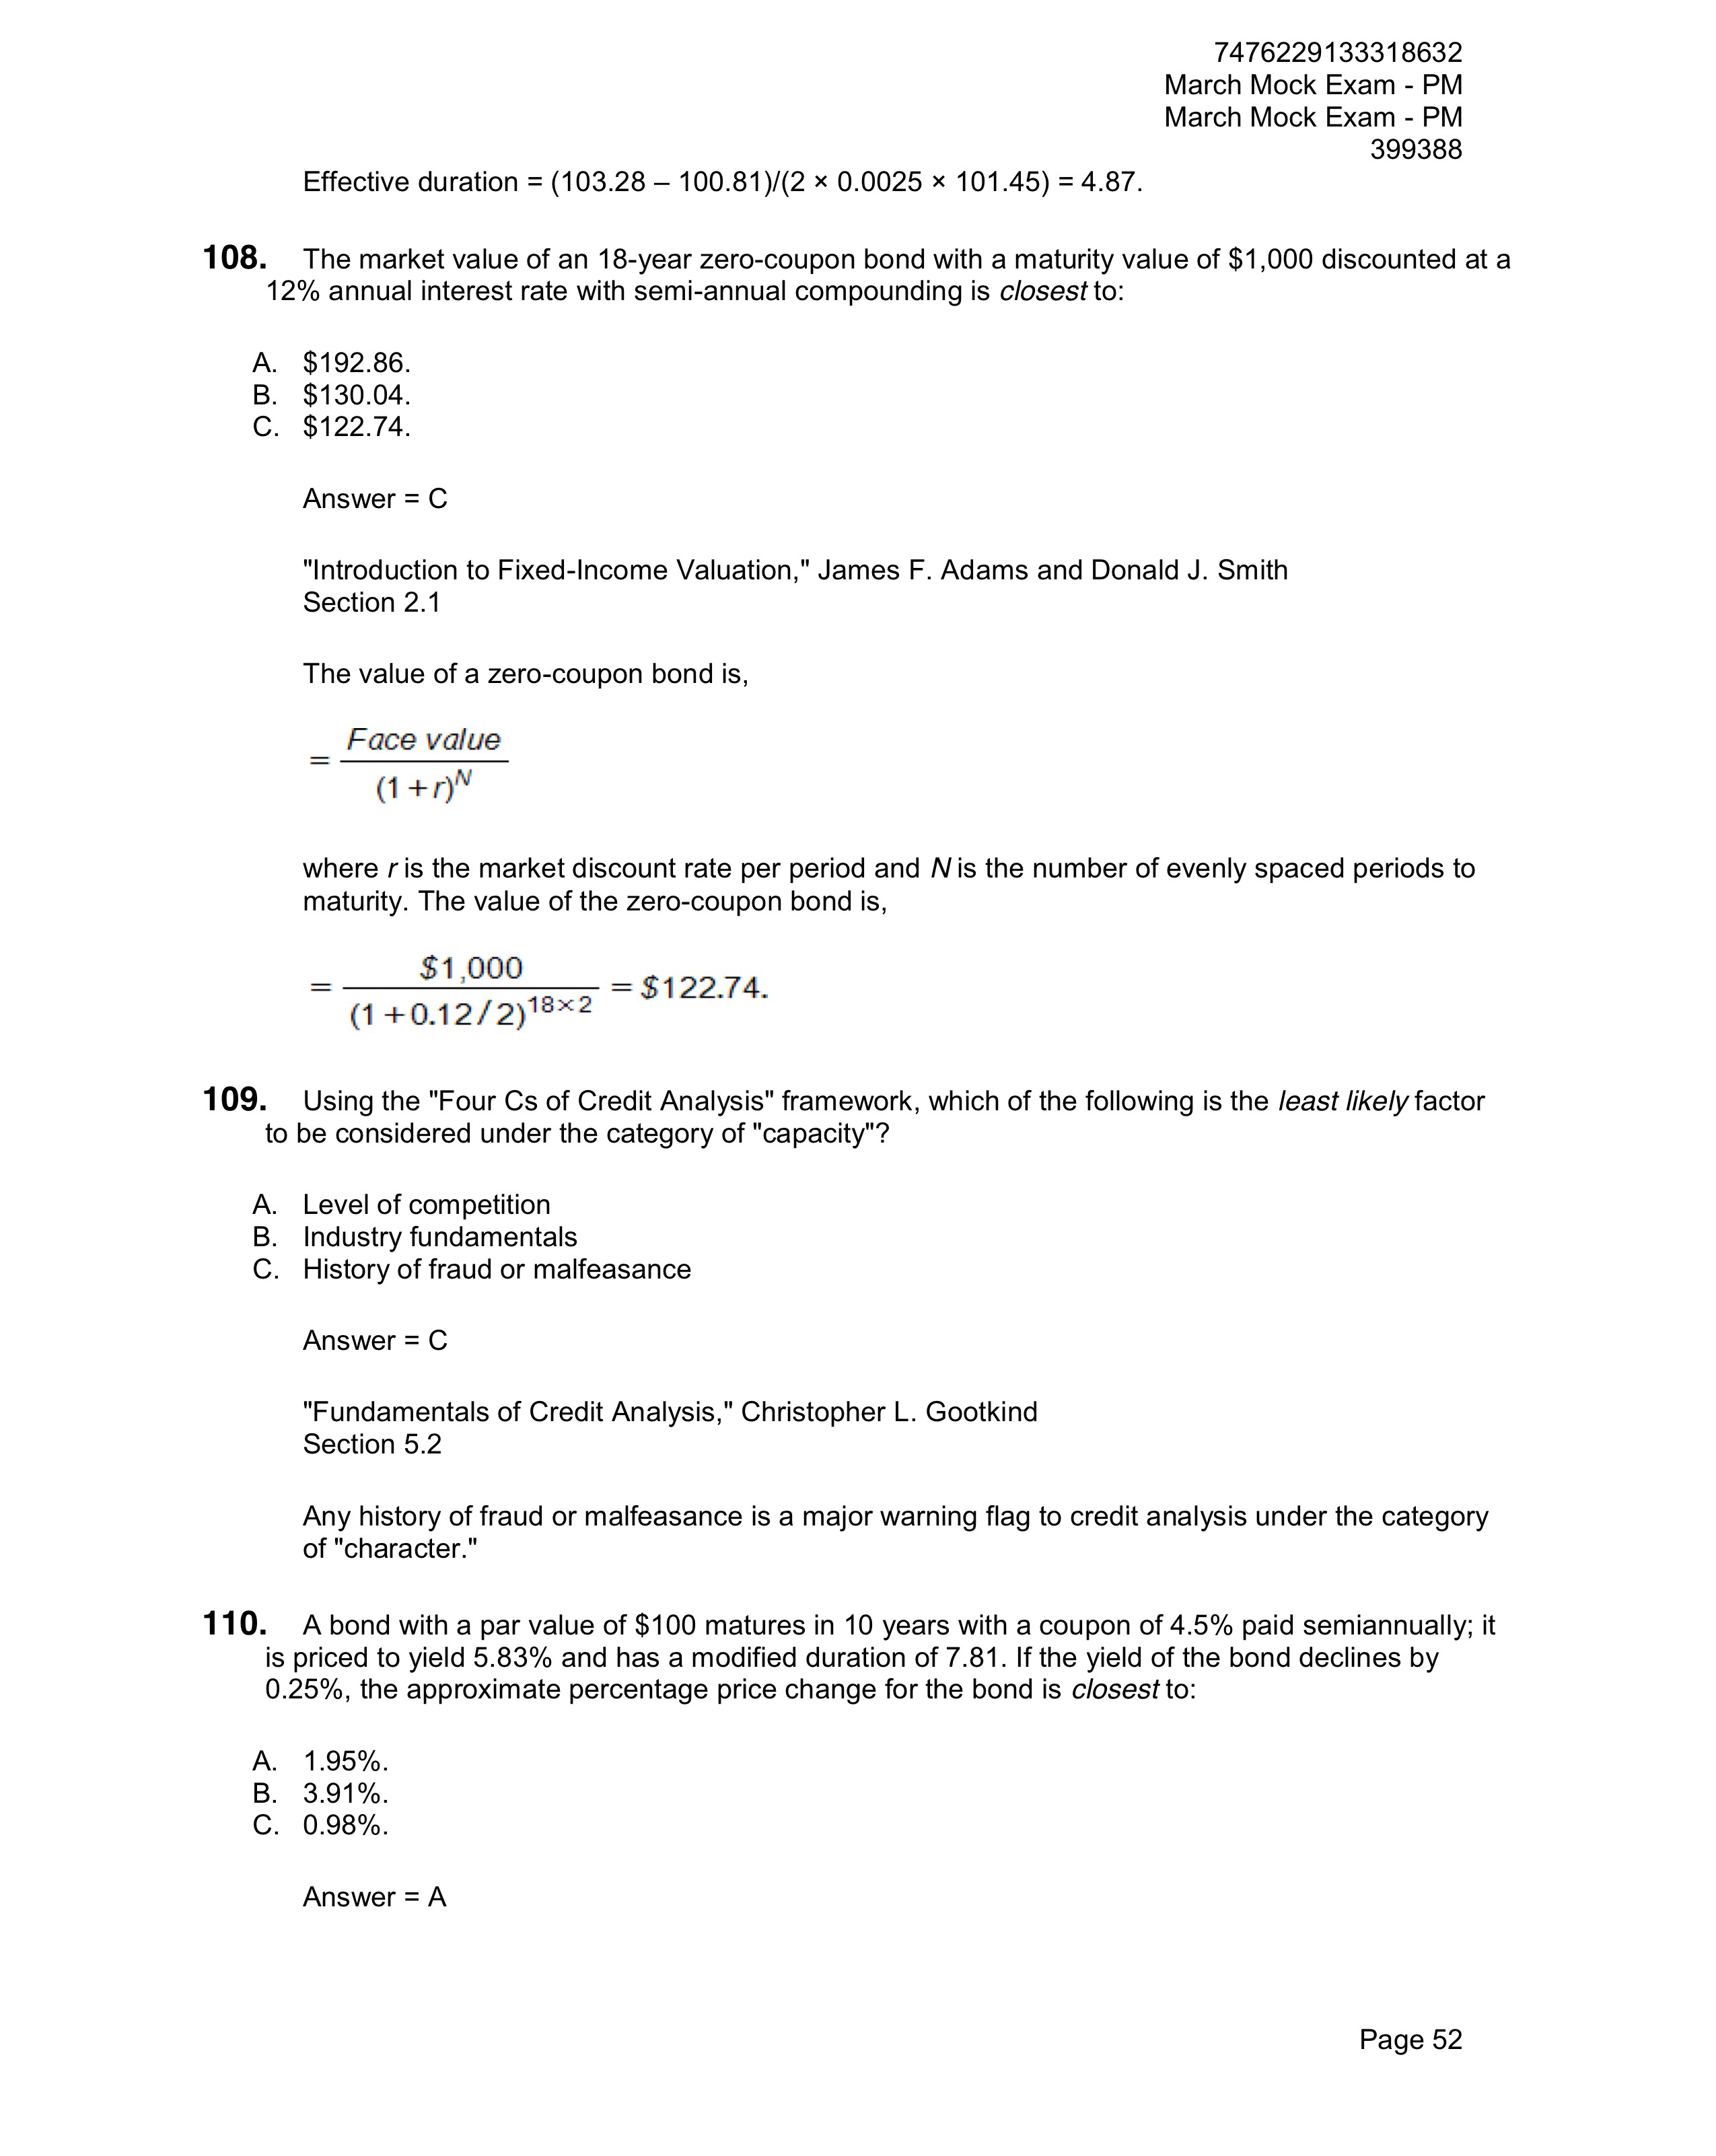 7476229133318632
March Mock Exam - PM
March Mock Exam - PM
399388
Effective duration = (103.28 – 100.81)/(2 × 0.0025 × 101.45) = 4.87.
108. The market value of an 18-year zero-coupon bond with a maturity value of $1,000 discounted at a
12% annual interest rate with semi-annual compounding is closest to:
A. $192.86.
B. $130.04.
C. $122.74.
Answer = C
"Introduction to Fixed-Income Valuation," James F. Adams and Donald J. Smith
Section 2.1
The value of a zero-coupon bond is,
= Face value / (1 + r)^N
where r is the market discount rate per period and N is the number of evenly spaced periods to
maturity. The value of the zero-coupon bond is,
= $1,000 / (1 + 0.12 / 2)^18×2 = $122.74.
109. Using the "Four Cs of Credit Analysis" framework, which of the following is the least likely factor
to be considered under the category of "capacity"?
A. Level of competition
B. Industry fundamentals
C. History of fraud or malfeasance
Answer = C
"Fundamentals of Credit Analysis," Christopher L. Gootkind
Section 5.2
Any history of fraud or malfeasance is a major warning flag to credit analysis under the category
of "character."
110. A bond with a par value of $100 matures in 10 years with a coupon of 4.5% paid semiannually; it
is priced to yield 5.83% and has a modified duration of 7.81. If the yield of the bond declines by
0.25%, the approximate percentage price change for the bond is closest to:
A. 1.95%.
B. 3.91%.
C. 0.98%.
Answer = A
Page 52